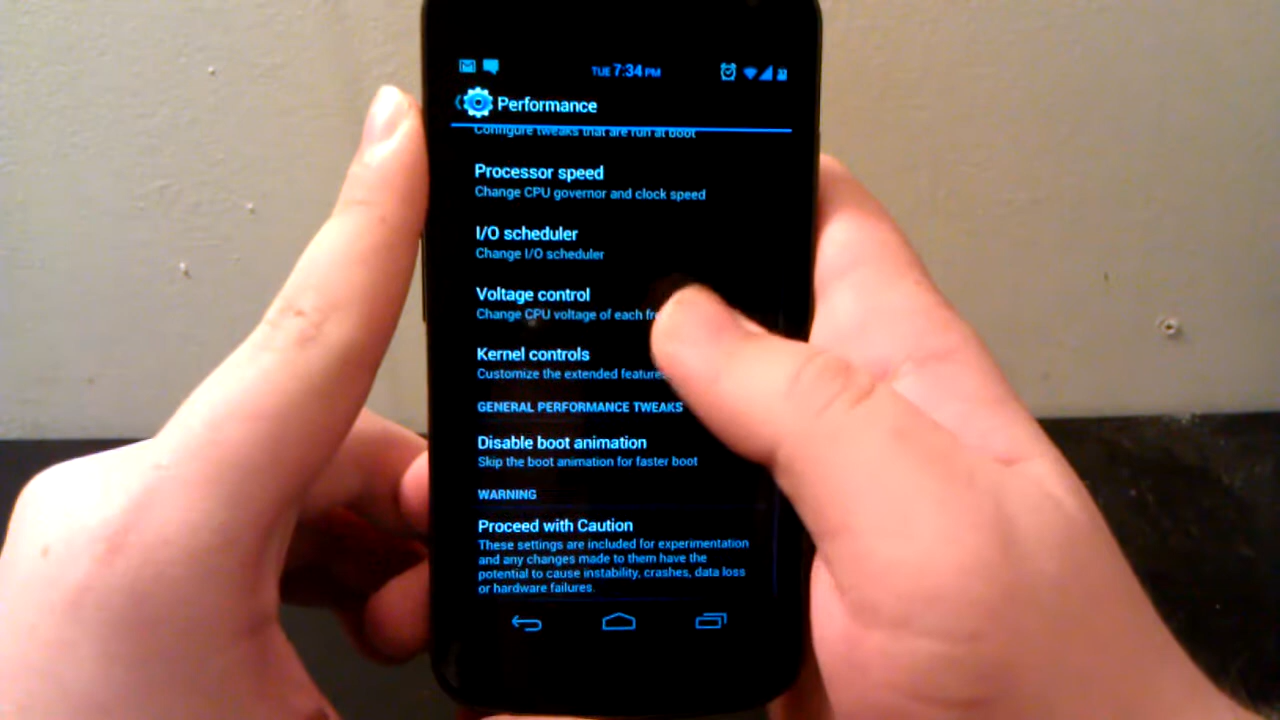 TUE 7:34 PM
Performance
Configure tweaks that are run at boot
Processor speed
Change CPU governor and clock speed
I/O scheduler
Change I/O scheduler
Voltage control
Change CPU voltage of each
Kernel controls
Customize the extended features
GENERAL PERFORMANCE TWEAKS
Disable boot animation
Skip the boot animation for faster boot
WARNING
Proceed with Caution
These settings are included for experimentation
and any changes made to them have the
potential to cause instability, crashes, data loss
or hardware failures.